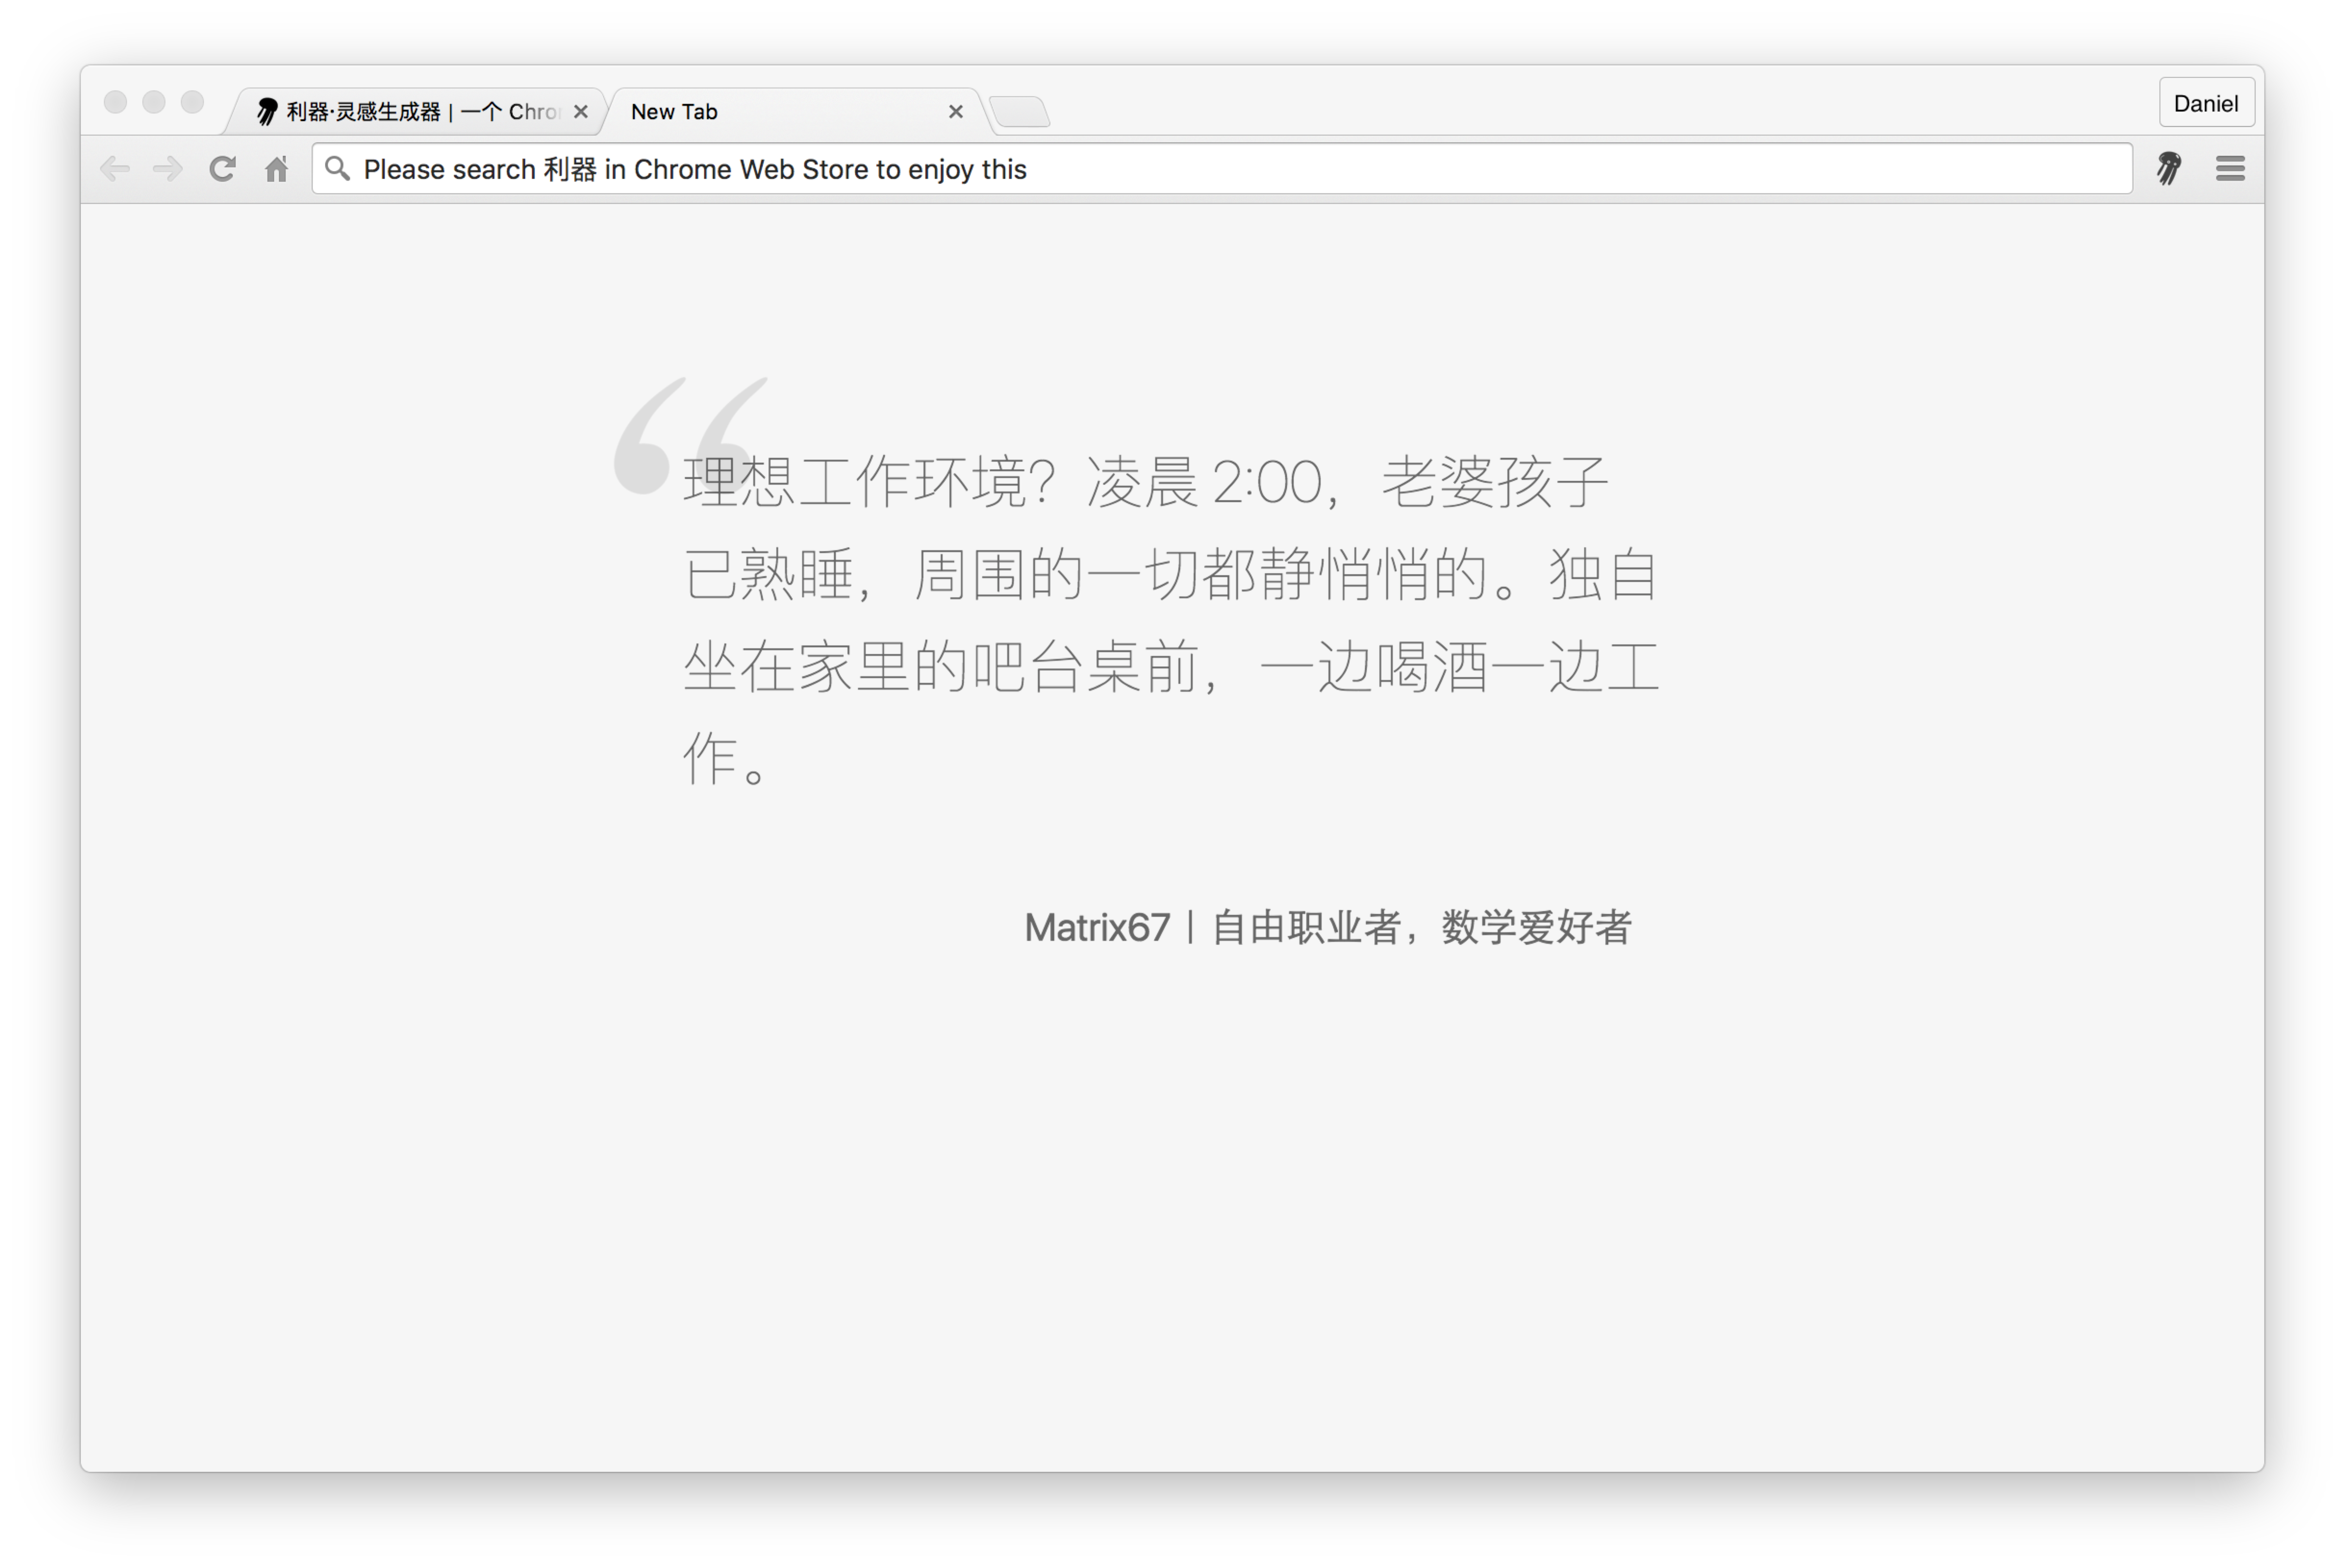 利器·灵感生成器 | 一个 Chro
New Tab
Daniel
Please search 利器 in Chrome Web Store to enjoy this
“
理想工作环境？凌晨 2:00，老婆孩子
已熟睡，周围的一切都静悄悄的。独自
坐在家里的吧台桌前，一边喝酒一边工
作。
Matrix67 | 自由职业者，数学爱好者